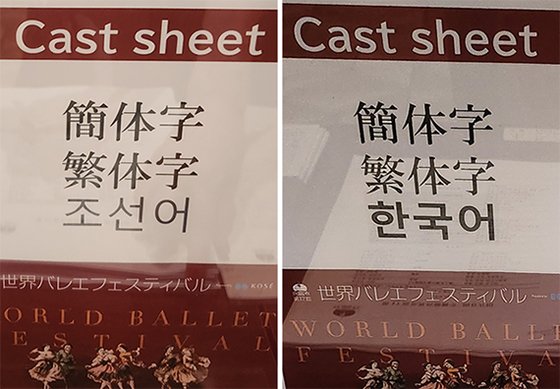 Cast sheet
簡体字
繁体字
조선어
世界バレエフェスティバル
KOSÉ
WORLD BALLET
FESTIVAL
Cast sheet
簡体字
繁体字
한국어
世界バレエフェスティバル
WORLD BALLE
FESTIVAL